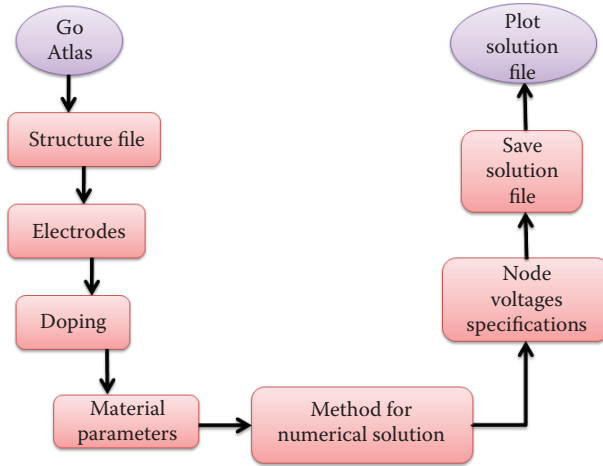 Go
Atlas
Structure file
Electrodes
Doping
Material
parameters
Method for
numerical solution
Node
voltages
specifications
Save
solution
file
Plot
solution
file